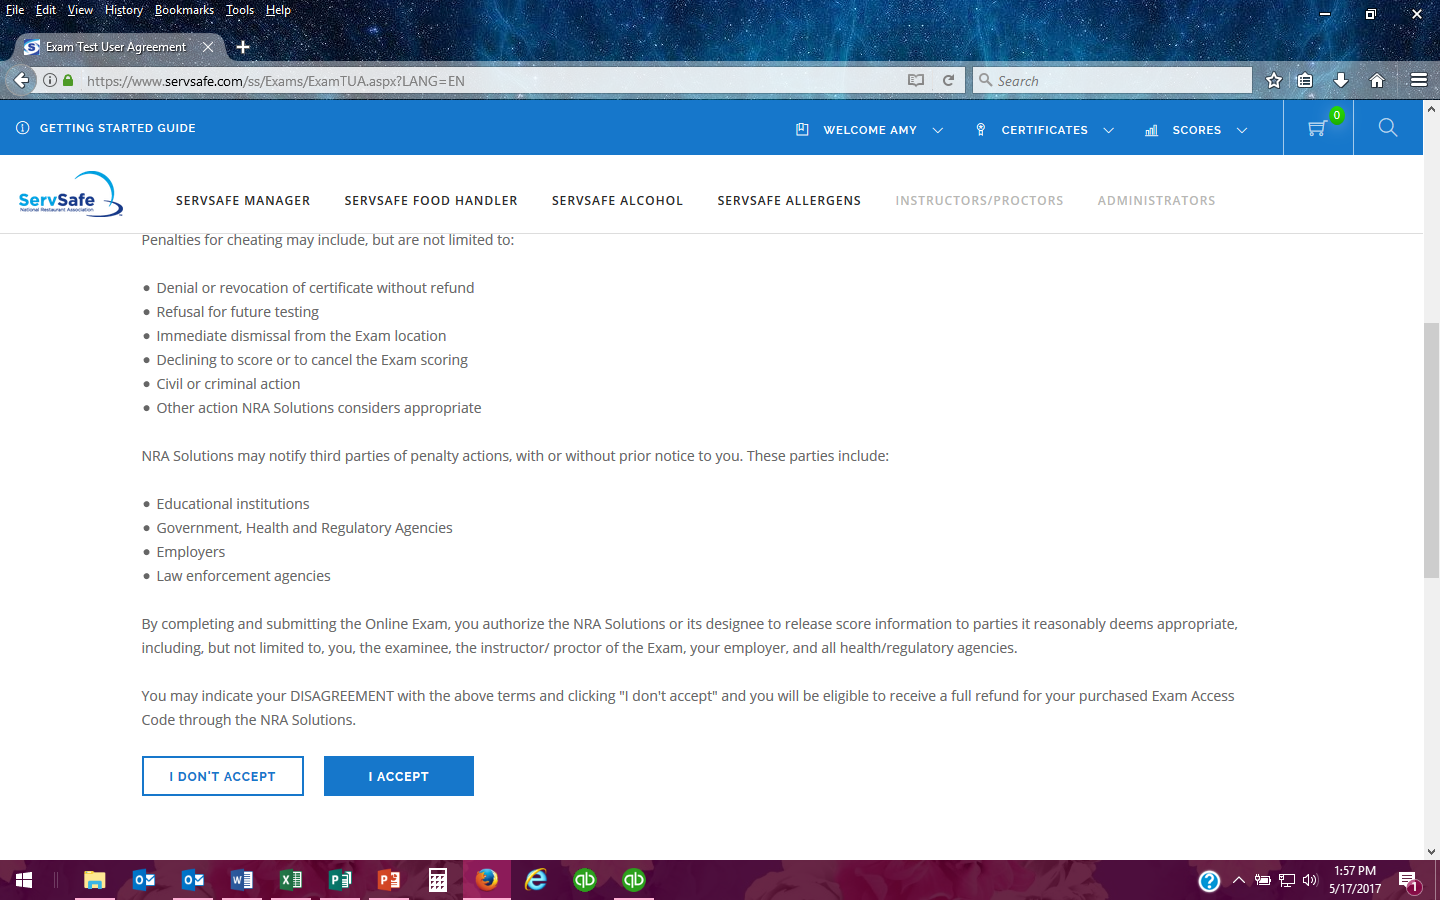 File Edit View History Bookmarks Tools Help
Exam Test User Agreement
https://www.servsafe.com/ss/Exams/ExamTUA.aspx?LANG=EN
Search
GETTING STARTED GUIDE
WELCOME AMY
CERTIFICATES
SCORES
0
ServSafe
National Restaurant Association
SERVSAFE MANAGER
SERVSAFE FOOD HANDLER
SERVSAFE ALCOHOL
SERVSAFE ALLERGENS
INSTRUCTORS/PROCTORS
ADMINISTRATORS
Penalties for cheating may include, but are not limited to:
• Denial or revocation of certificate without refund
• Refusal for future testing
• Immediate dismissal from the Exam location
• Declining to score or to cancel the Exam scoring
• Civil or criminal action
• Other action NRA Solutions considers appropriate
NRA Solutions may notify third parties of penalty actions, with or without prior notice to you. These parties include:
• Educational institutions
• Government, Health and Regulatory Agencies
• Employers
• Law enforcement agencies
By completing and submitting the Online Exam, you authorize the NRA Solutions or its designee to release score information to parties it reasonably deems appropriate,
including, but not limited to, you, the examinee, the instructor/ proctor of the Exam, your employer, and all health/regulatory agencies.
You may indicate your DISAGREEMENT with the above terms and clicking "I don't accept" and you will be eligible to receive a full refund for your purchased Exam Access
Code through the NRA Solutions.
I DON'T ACCEPT
I ACCEPT
1:57 PM
5/17/2017
1